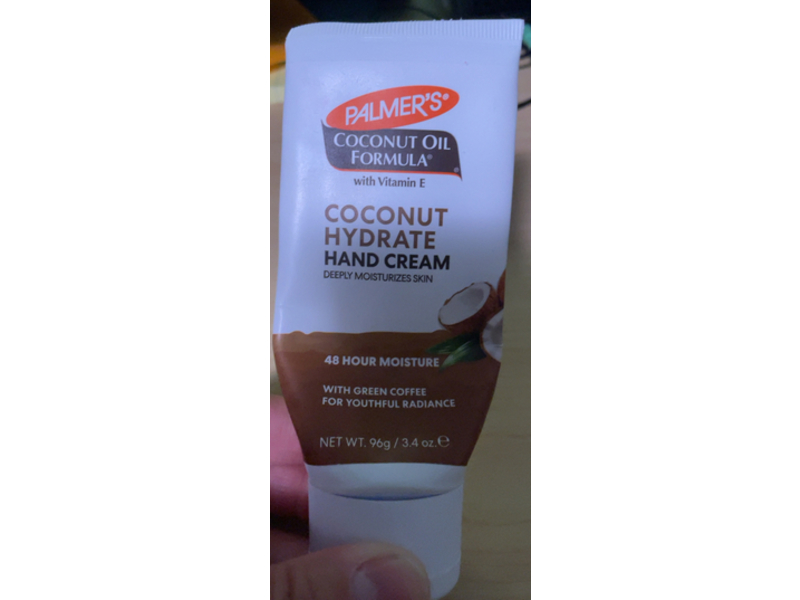 PALMER'S®
COCONUT OIL
FORMULA®
with Vitamin E
COCONUT
HYDRATE
HAND CREAM
DEEPLY MOISTURIZES SKIN
48 HOUR MOISTURE
WITH GREEN COFFEE
FOR YOUTHFUL RADIANCE
NET WT. 96g / 3.4 oz.℮